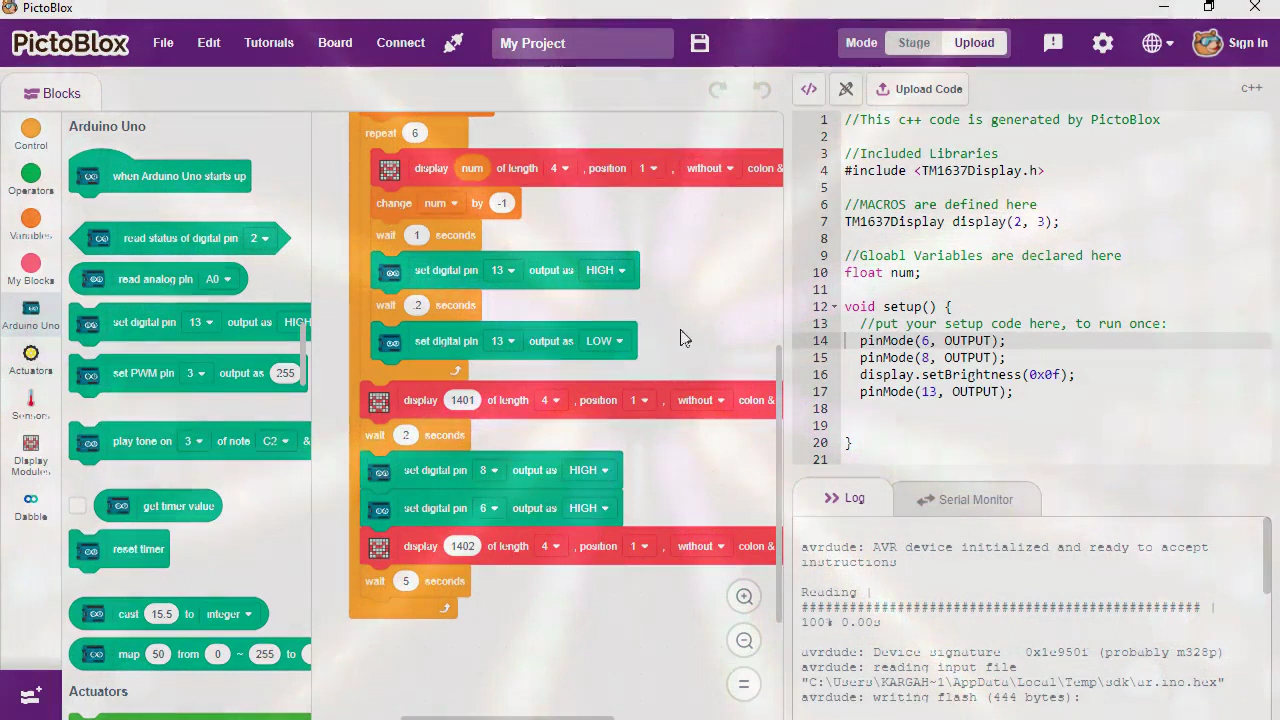 PictoBlox
PictoBlox File Edit Tutorials Board Connect My Project Mode Stage Upload Sign In
Blocks
Control
Operators
Variables
My Blocks
Arduino Uno
Actuators
Sensors
Display
Modules
Dabble
Arduino Uno
when Arduino Uno starts up
read status of digital pin 2
read analog pin A0
set digital pin 13 output as HIGH
set PWM pin 3 output as 255
play tone on 3 of note C2 &
get timer value
reset timer
cast 15.5 to integer
map 50 from 0 ~ 255 to
Actuators
repeat 6
display num of length 4 , position 1 , without colon &
change num by -1
wait 1 seconds
set digital pin 13 output as HIGH
wait .2 seconds
set digital pin 13 output as LOW
display 1401 of length 4 , position 1 , without colon &
wait 2 seconds
set digital pin 8 output as HIGH
set digital pin 6 output as HIGH
display 1402 of length 4 , position 1 , without colon &
wait 5 seconds
Upload Code
c++
1 //This c++ code is generated by PictoBlox
2
3 //Included Libraries
4 #include <TM1637Display.h>
5
6 //MACROS are defined here
7 TM1637Display display(2, 3);
8
9 //Gloabl Variables are declared here
10 float num;
11
12 void setup() {
13 //put your setup code here, to run once:
14 pinMode(6, OUTPUT);
15 pinMode(8, OUTPUT);
16 display.setBrightness(0x0f);
17 pinMode(13, OUTPUT);
18
19
20 }
21
Log Serial Monitor
avrdude: AVR device initialized and ready to accept
instructions
Reading |
################################################## |
100% 0.00s
avrdude: Device signature = 0x1e950f (probably m328p)
avrdude: reading input file
"C:\Users\KARGAH~1\AppData\Local\Temp\sdk\ar.ino.hex"
avrdude: writing flash (444 bytes):